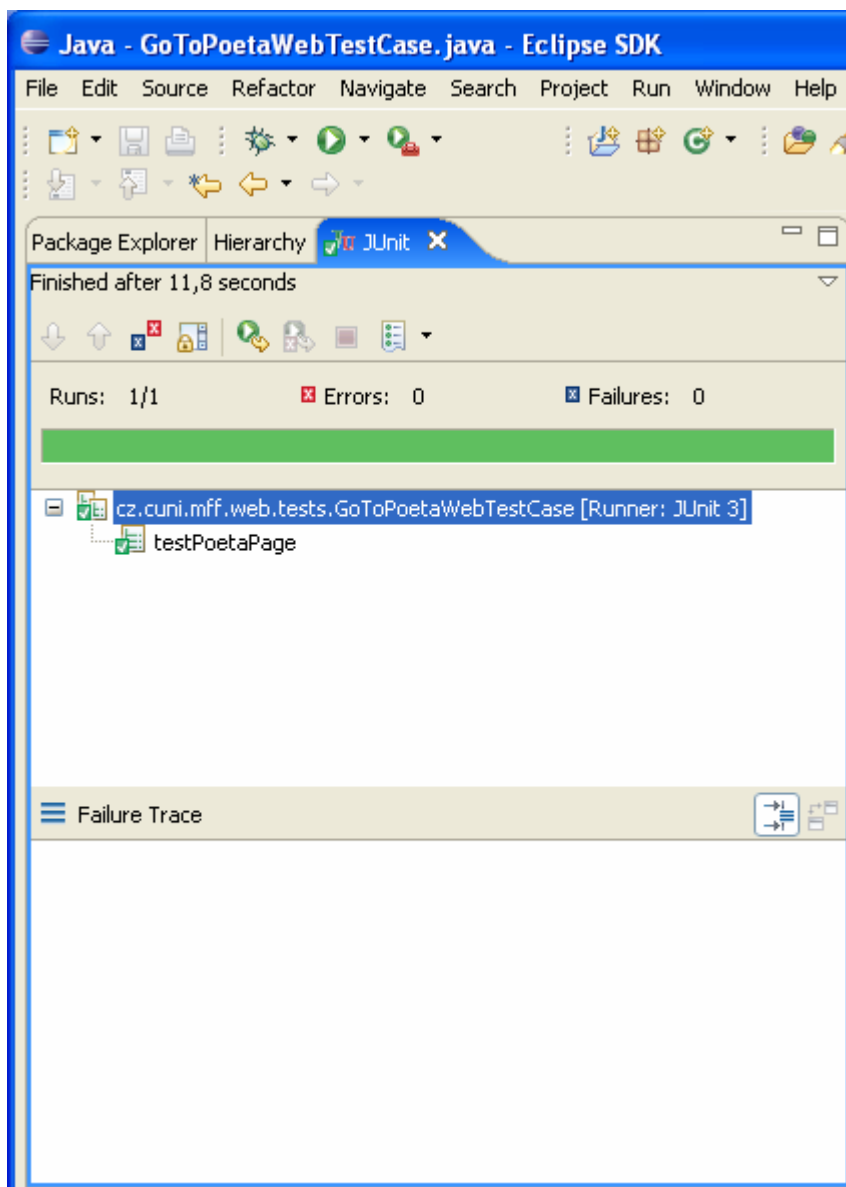 Java - GoToPoetaWebTestCase.java - Eclipse SDK
File Edit Source Refactor Navigate Search Project Run Window Help
Package Explorer Hierarchy JUnit
Finished after 11,8 seconds
Runs: 1/1 Errors: 0 Failures: 0
cz.cuni.mff.web.tests.GoToPoetaWebTestCase [Runner: JUnit 3]
testPoetaPage
Failure Trace